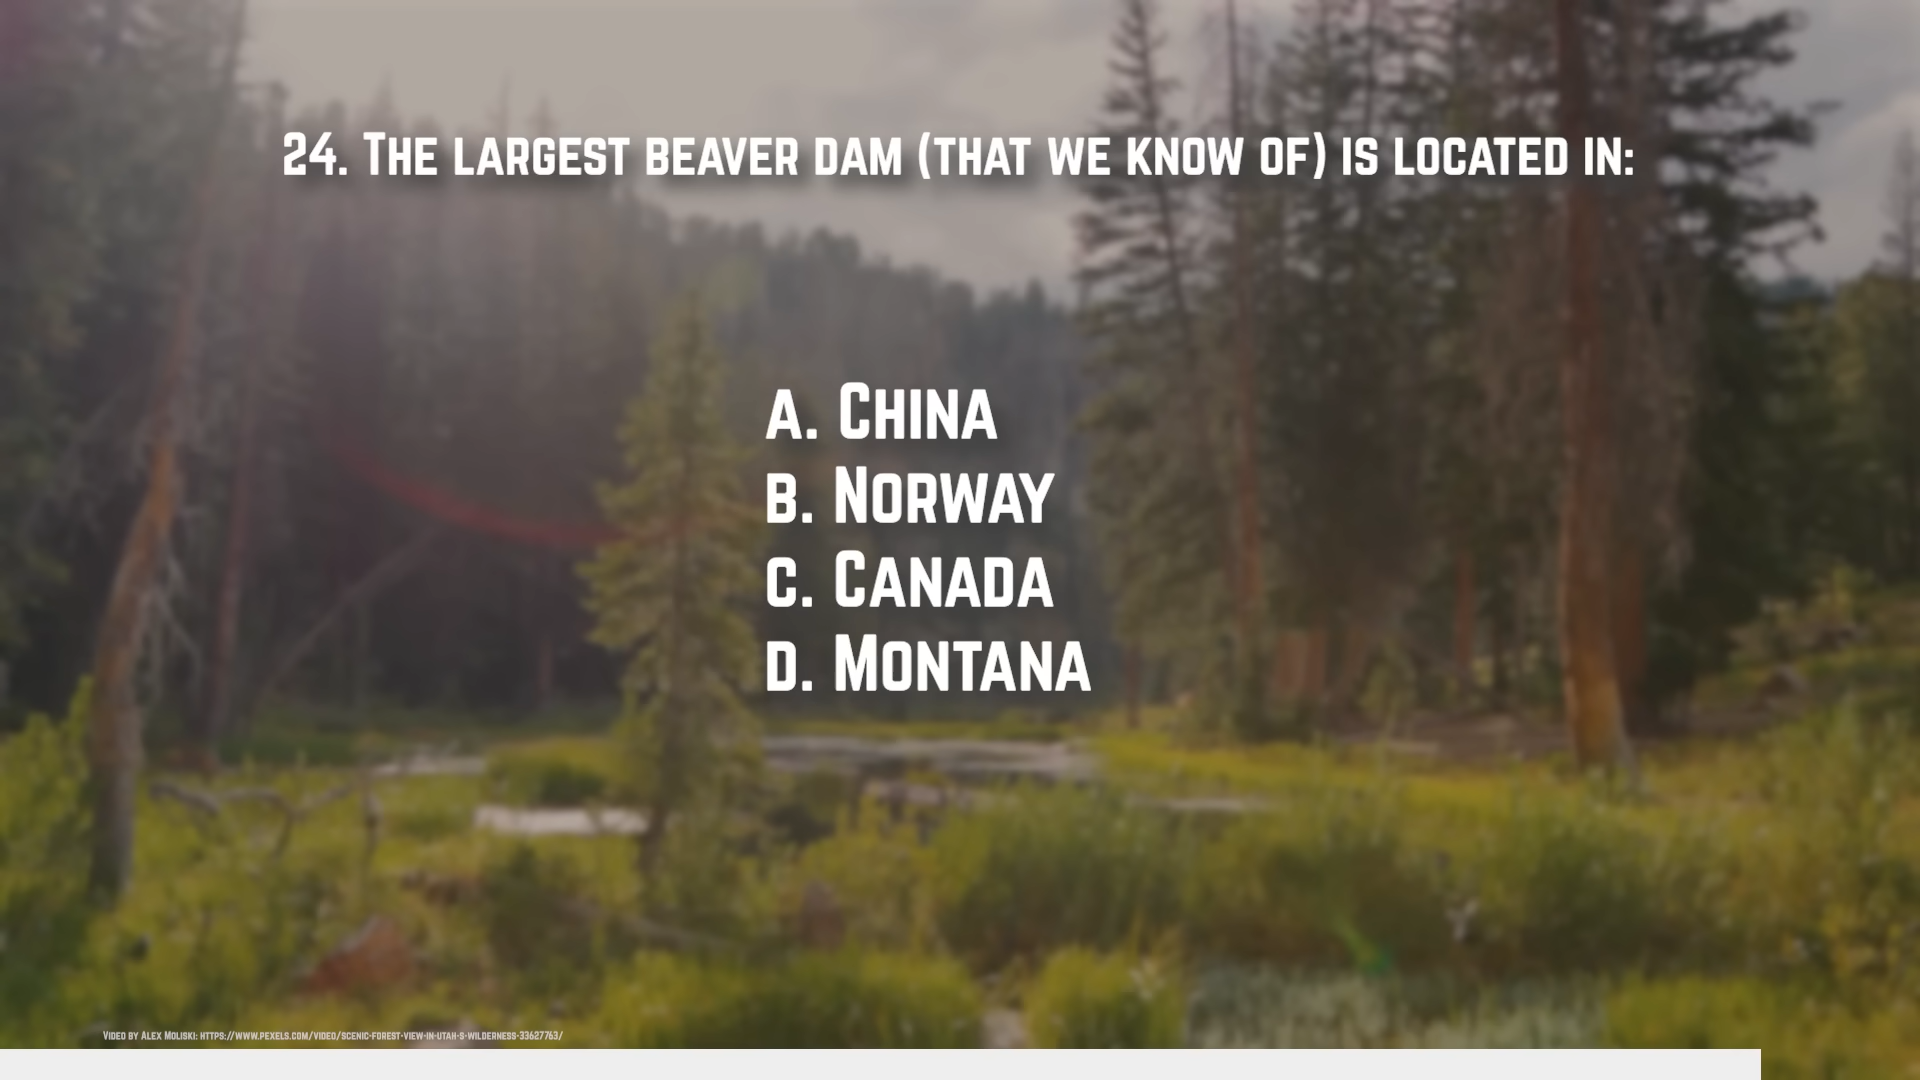 24. The largest beaver dam (that we know of) is located in:
A. China
B. Norway
C. Canada
D. Montana
Video by Alex Moliski: https://www.pexels.com/video/scenic-forest-view-in-utah-s-wilderness-33627763/